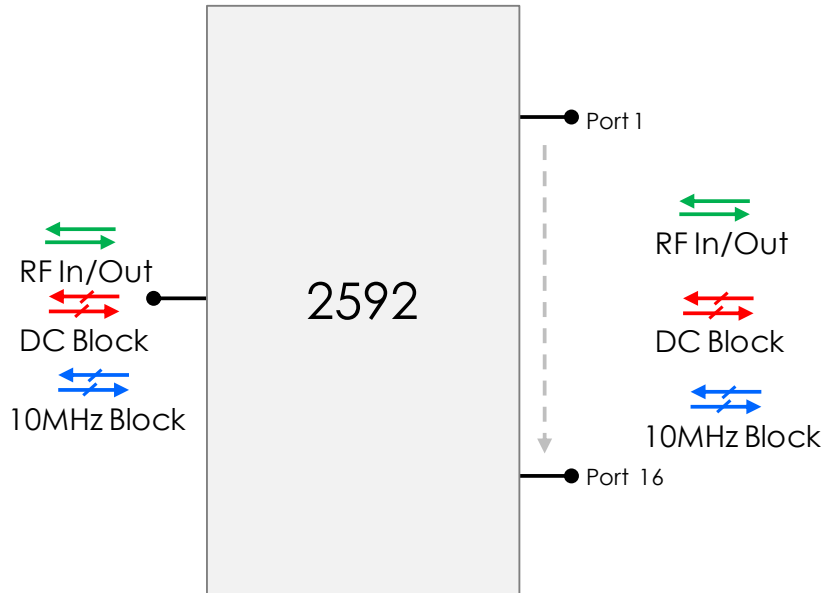 RF In/Out
DC Block
10MHz Block
2592
Port 1
RF In/Out
DC Block
10MHz Block
Port 16